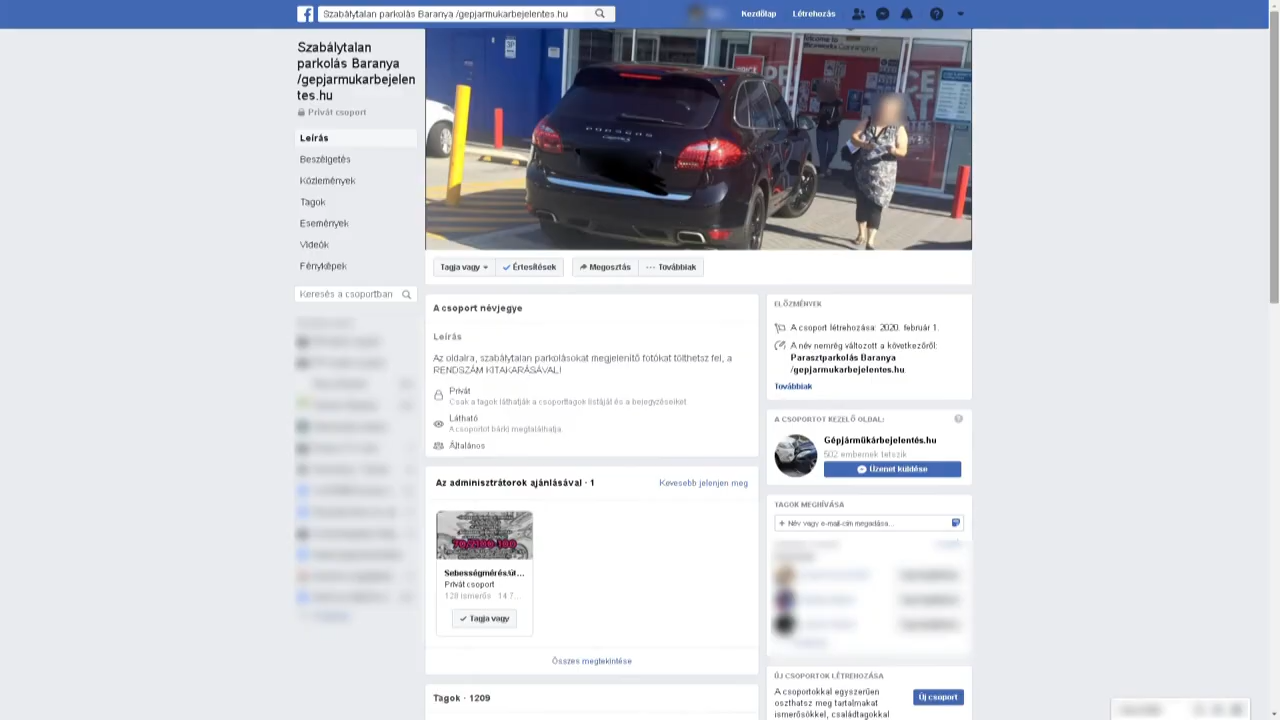 Szabálytalan parkolás Baranya /gepjarmukarbejelentes.hu
Kezdőlap
Létrehozás
Szabálytalan
parkolás Baranya
/gepjarmukarbejelen
tes.hu
Privát csoport
Leírás
Beszélgetés
Közlemények
Tagok
Események
Videók
Fényképek
Keresés a csoportban
PORSCHE
Tagja vagy
Értesítések
Megosztás
Továbbiak
A csoport névjegye
Leírás
Az oldalra, szabálytalan parkolásokat megjelenítő fotókat tölthetsz fel, a
RENDSZÁM KITAKARÁSÁVAL!
Privát
Csak a tagok láthatják a csoporttagok listáját és a bejegyzéseiket
Látható
A csoportot bárki megtalálhatja.
Általános
Az adminisztrátorok ajánlásával · 1
Kevesebb jelenjen meg
Sebességmérés/út...
Privát csoport
128 ismerős 14 7...
Tagja vagy
Összes megtekintése
Tagok · 1209
ELŐZMÉNYEK
A csoport létrehozása: 2020. február 1.
A név nemrég változott a következőről:
Parasztparkolás Baranya
/gepjarmukarbejelentes.hu.
Továbbiak
A CSOPORTOT KEZELŐ OLDAL:
Gépjárműkárbejelentés.hu
502 embernek tetszik
Üzenet küldése
TAGOK MEGHÍVÁSA
+ Név vagy e-mail-cím megadása...
ÚJ CSOPORTOK LÉTREHOZÁSA
A csoportokkal egyszerűen
oszthatsz meg tartalmakat
ismerősökkel, családtagokkal
Új csoport